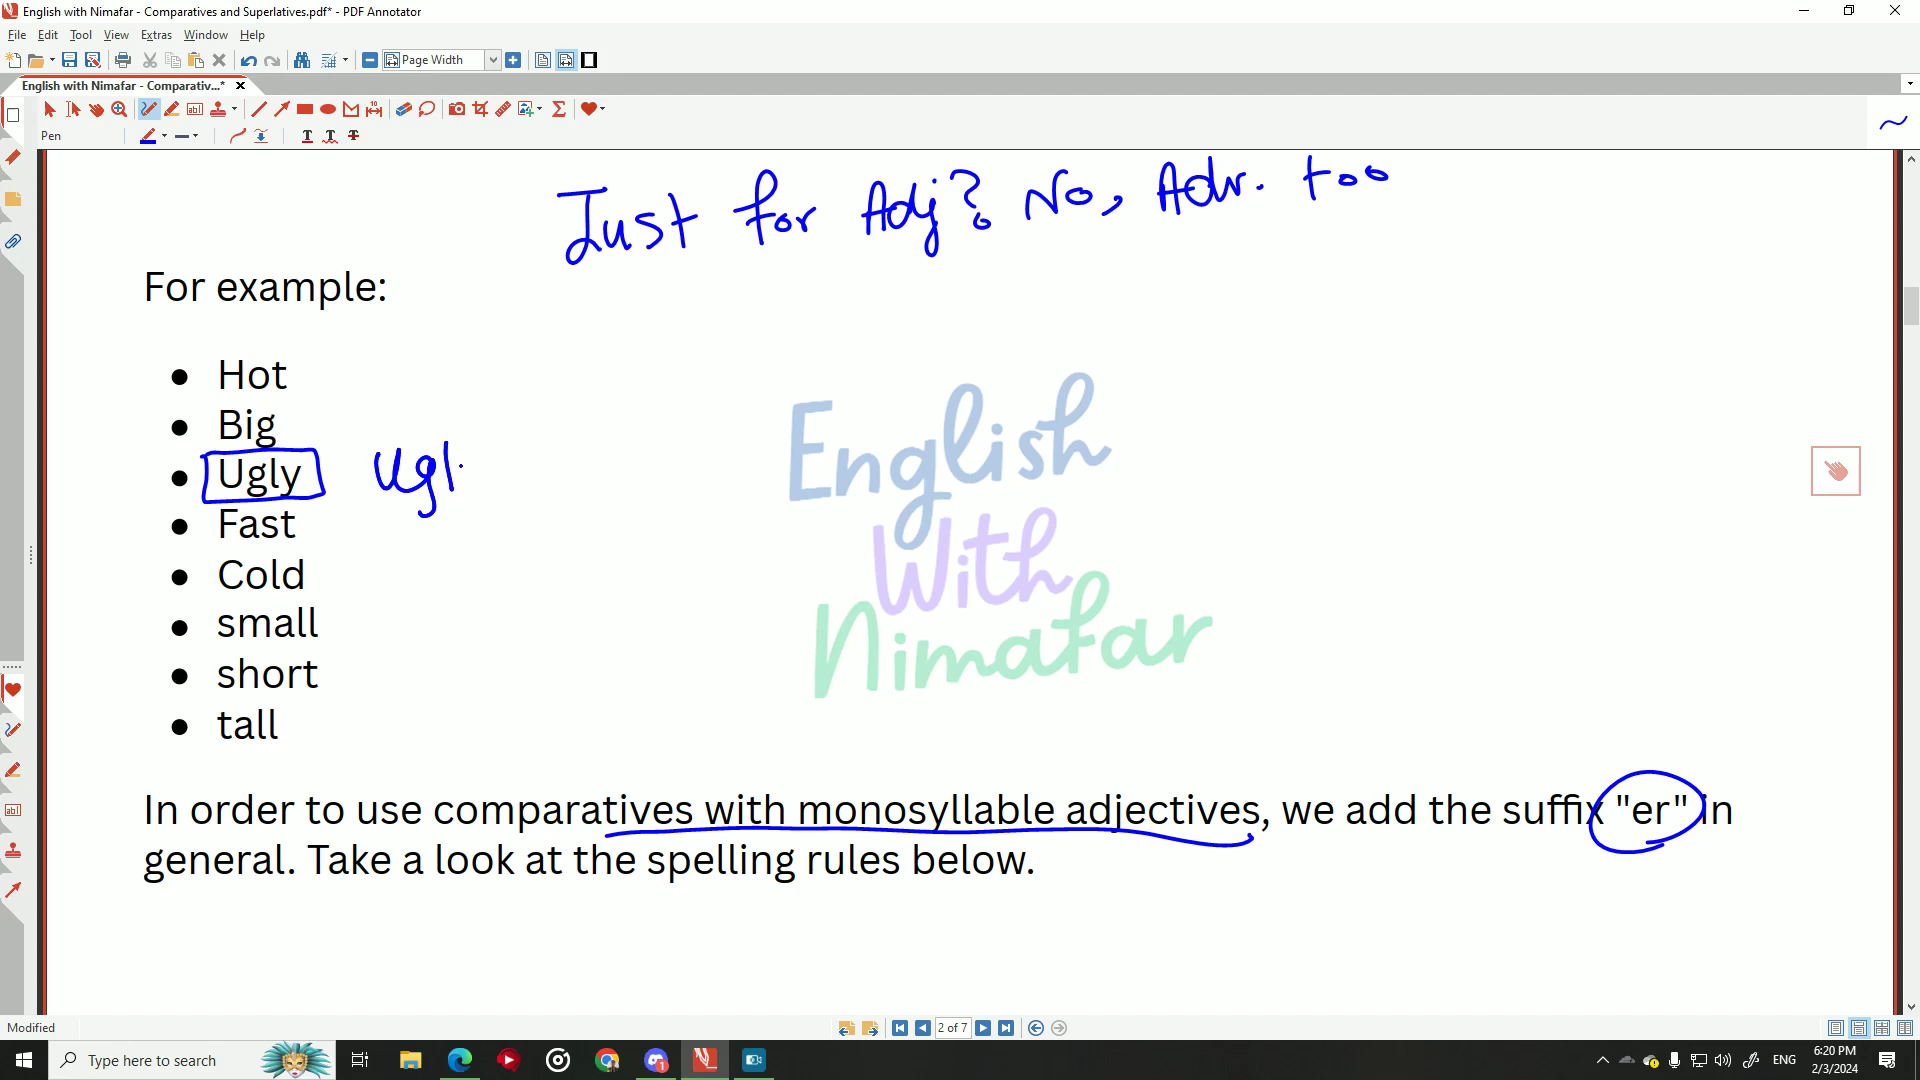 English with Nimafar - Comparatives and Superlatives.pdf* - PDF Annotator
File Edit Tool View Extras Window Help
Page Width
English with Nimafar - Comparativ...*
Pen
Just for Adj? No, Adv. too
For example:
● Hot
● Big
● Ugly Ugl
● Fast
● Cold
● small
● short
● tall
English
With
Nimafar
In order to use comparatives with monosyllable adjectives, we add the suffix "er" in
general. Take a look at the spelling rules below.
Modified
2 of 7
Type here to search
ENG
6:20 PM
2/3/2024